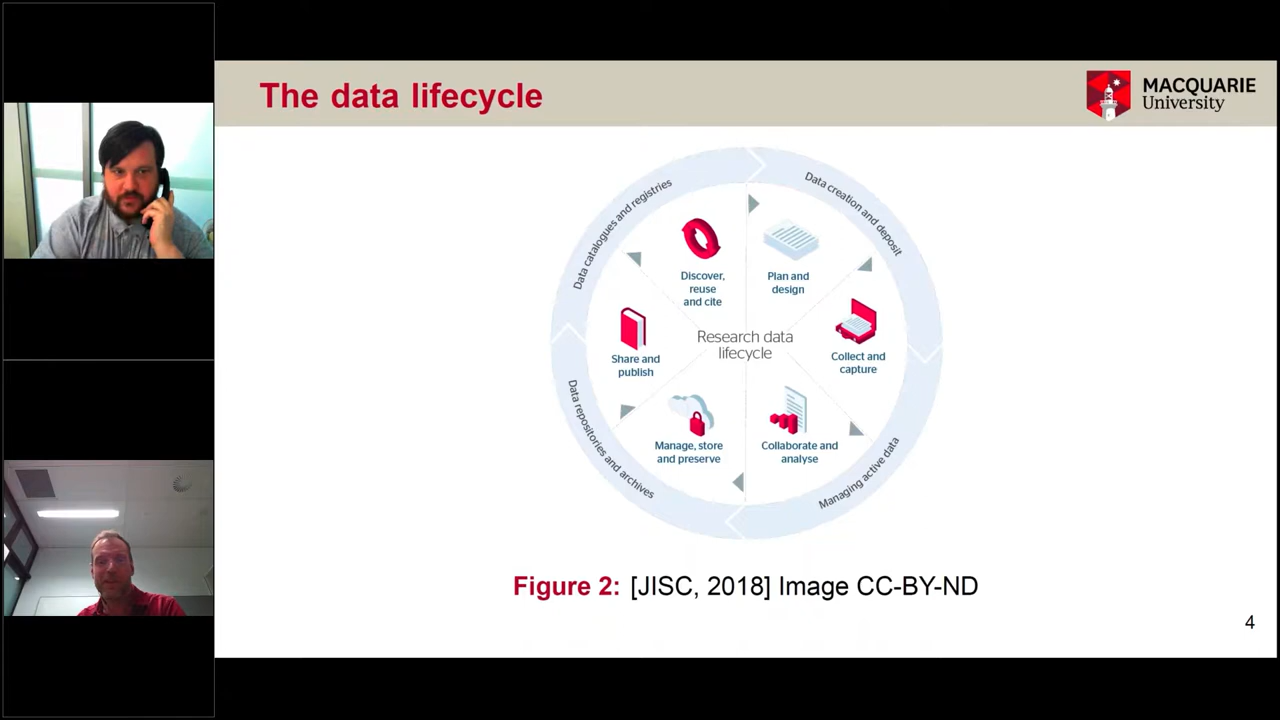 The data lifecycle
MACQUARIE
University
Data catalogues and registries
Data creation and deposit
Discover,
reuse
and cite
Plan and
design
Share and
publish
Research data
lifecycle
Collect and
capture
Manage, store
and preserve
Collaborate and
analyse
Data repositories and archives
Managing active data
Figure 2: [JISC, 2018] Image CC-BY-ND
4